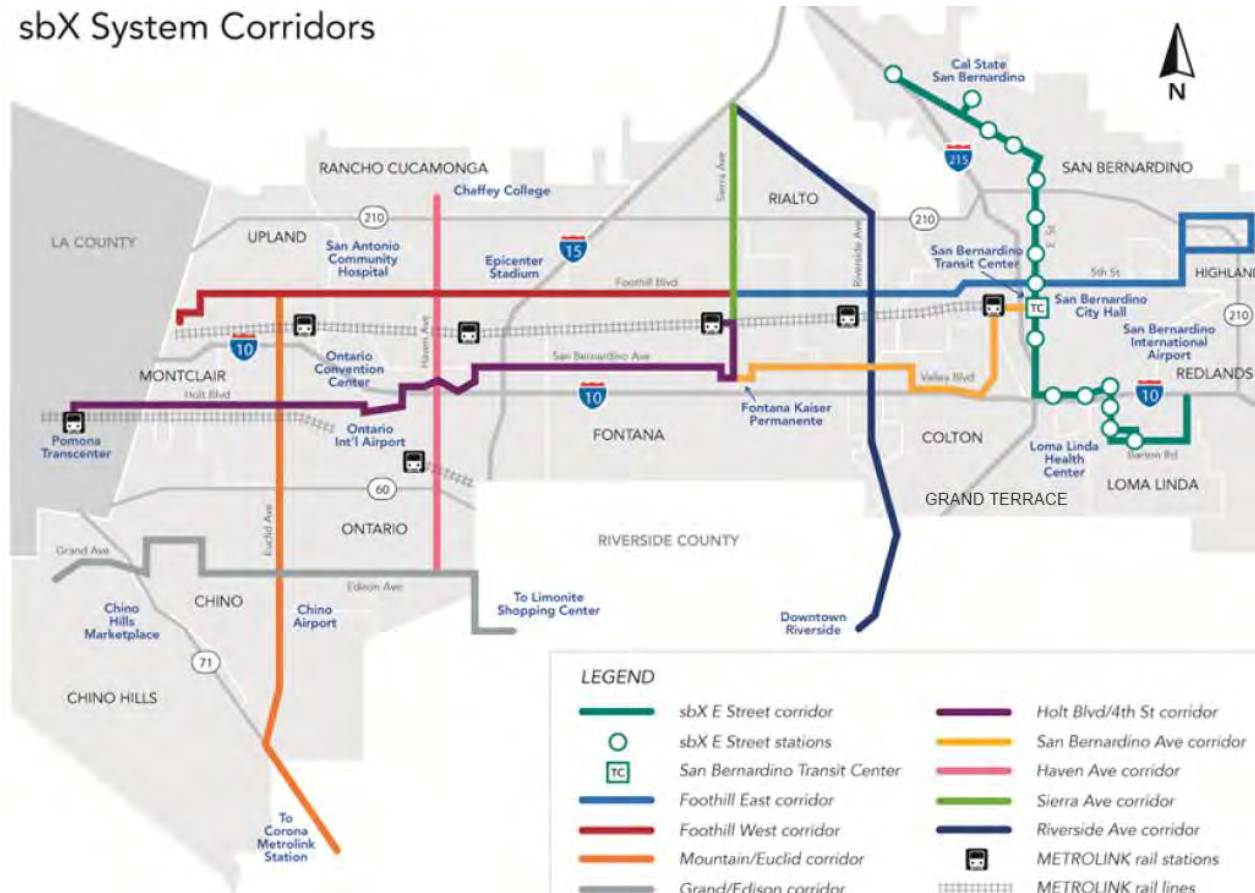 sbX System Corridors
N
Cal State
San Bernardino
215
SAN BERNARDINO
RANCHO CUCAMONGA
Chaffey College
Sierra Ave
RIALTO
210
210
LA COUNTY
UPLAND
San Antonio
Community
Hospital
Epicenter
Stadium
15
Riverside Ave
San Bernardino
Transit Center
E St
5th St
HIGHLAND
Foothill Blvd
TC
San Bernardino
City Hall
210
10
Haven Ave
San Bernardino
International
Airport
MONTCLAIR
Ontario
Convention
Center
San Bernardino Ave
Valley Blvd
REDLANDS
Holt Blvd
10
10
Pomona
Transcenter
Ontario
Int'l Airport
FONTANA
Fontana Kaiser
Permanente
COLTON
Loma Linda
Health
Center
Barton Rd
LOMA LINDA
60
GRAND TERRACE
Euclid Ave
ONTARIO
RIVERSIDE COUNTY
Grand Ave
Edison Ave
CHINO
To Limonite
Shopping Center
Chino
Hills
Marketplace
Chino
Airport
Downtown
Riverside
71
CHINO HILLS
To
Corona
Metrolink
Station
LEGEND
sbX E Street corridor
sbX E Street stations
TC San Bernardino Transit Center
Foothill East corridor
Foothill West corridor
Mountain/Euclid corridor
Grand/Edison corridor
Holt Blvd/4th St corridor
San Bernardino Ave corridor
Haven Ave corridor
Sierra Ave corridor
Riverside Ave corridor
METROLINK rail stations
METROLINK rail lines